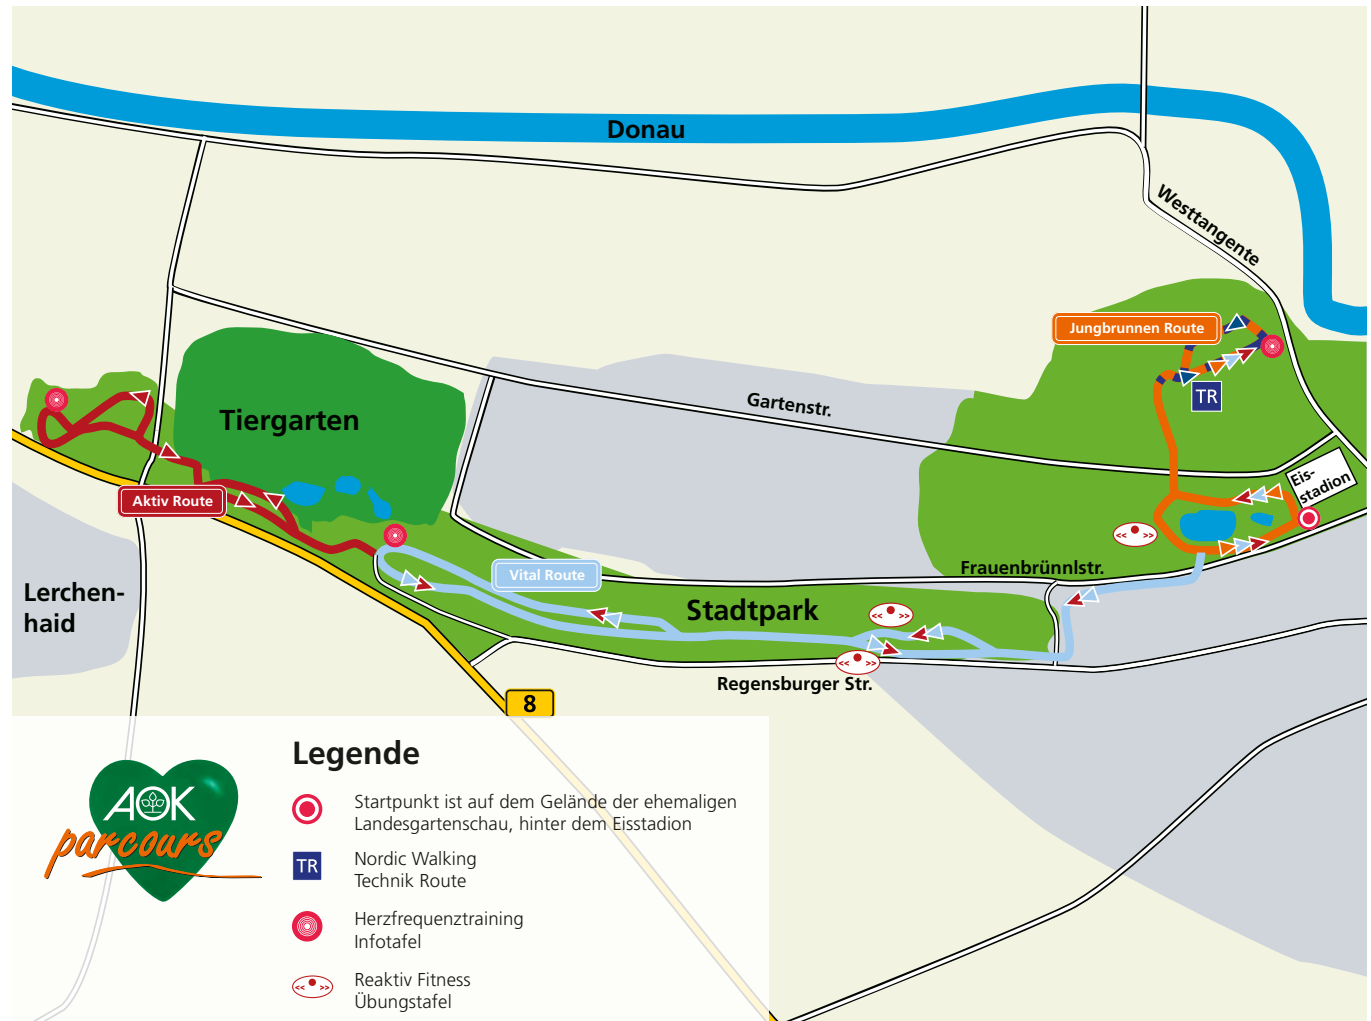 Donau
Westtangente
Jungbrunnen Route
TR
Tiergarten
Gartenstr.
Eis-
stadion
Aktiv Route
<< >>
Frauenbrünnlstr.
Vital Route
Lerchen-
haid
Stadtpark
<< >>
<< >>
Regensburger Str.
8
Legende
AOK
parcours
Startpunkt ist auf dem Gelände der ehemaligen
Landesgartenschau, hinter dem Eisstadion
TR
Nordic Walking
Technik Route
Herzfrequenztraining
Infotafel
<< >>
Reaktiv Fitness
Übungstafel